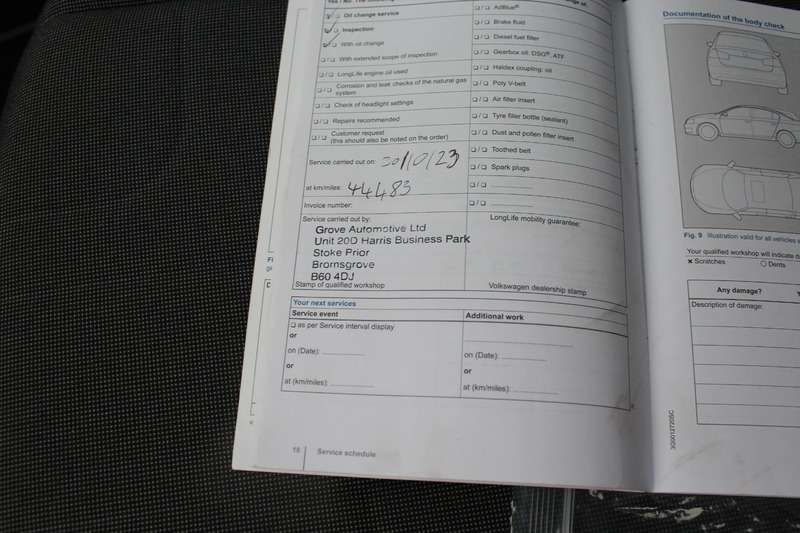 ❑ / ❑ Oil change service
❑ / ❑ Inspection
❑ / ❑ With oil change
❑ / ❑ With extended scope of inspection
❑ / ❑ LongLife engine oil used
❑ / ❑ Corrosion and leak checks of the natural gas
system
❑ / ❑ Check of headlight settings
❑ / ❑ Repairs recommended
❑ / ❑ Customer request
(this should also be noted on the order)
Service carried out on: 30/10/23
at km/miles: 44483
Invoice number:
Service carried out by:
Grove Automotive Ltd
Unit 20D Harris Business Park
Stoke Prior
Bromsgrove
B60 4DJ
Stamp of qualified workshop
❑ / ❑ AdBlue®
❑ / ❑ Brake fluid
❑ / ❑ Diesel fuel filter
❑ / ❑ Gearbox oil: DSG®, ATF
❑ / ❑ Haldex coupling: oil
❑ / ❑ Poly V-belt
❑ / ❑ Air filter insert
❑ / ❑ Tyre filler bottle (sealant)
❑ / ❑ Dust and pollen filter insert
❑ / ❑ Toothed belt
❑ / ❑ Spark plugs
❑ / ❑
❑ / ❑
LongLife mobility guarantee:
Volkswagen dealership stamp
Your next services
Service event
❑ as per Service interval display
or
on (Date):
or
at (km/miles):
Additional work
on (Date):
or
at (km/miles):
18 Service schedule
Documentation of the body check
Fig. 9 Illustration valid for all vehicles
Your qualified workshop will indicate
× Scratches ○ Dents
Any damage?
Description of damage: